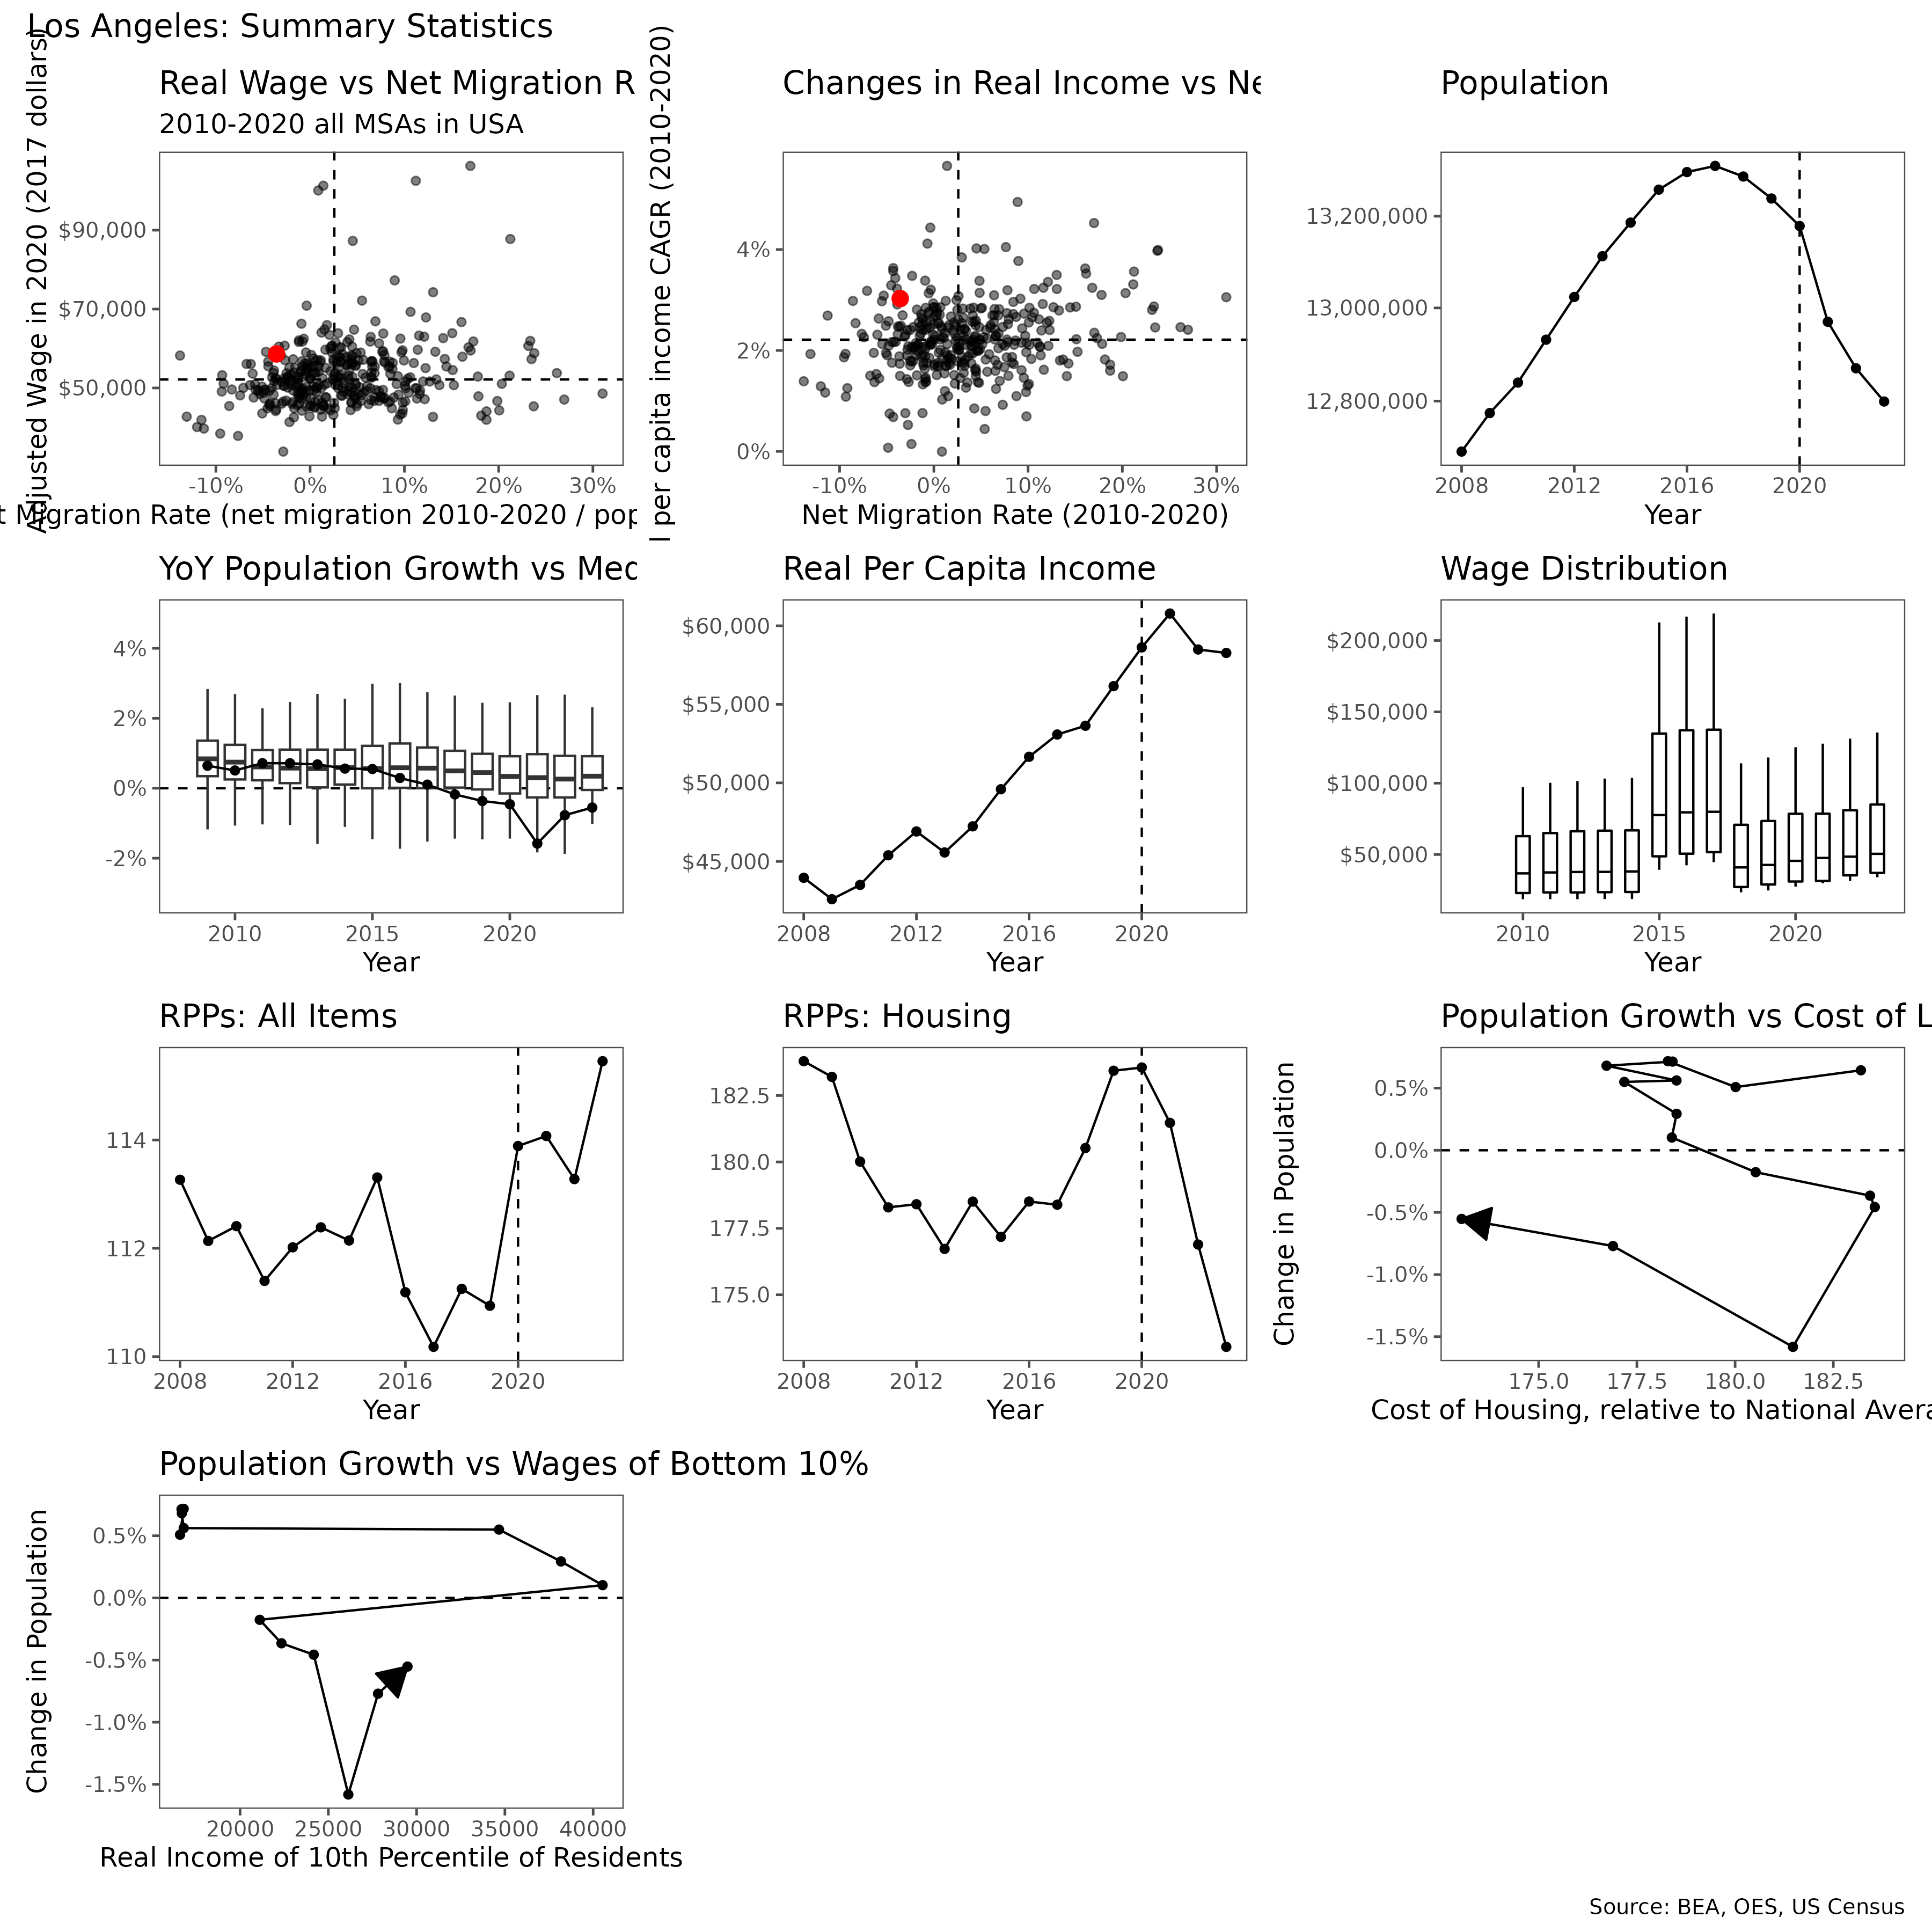 Los Angeles: Summary Statistics
Real Wage vs Net Migration R
2010-2020 all MSAs in USA
Adjusted Wage in 2020 (2017 dollars)
$90,000
$70,000
$50,000
-10% 0% 10% 20% 30%
t Migration Rate (net migration 2010-2020 / pop
Changes in Real Income vs Ne
l per capita income CAGR (2010-2020)
4%
2%
0%
-10% 0% 10% 20% 30%
Net Migration Rate (2010-2020)
Population
13,200,000
13,000,000
12,800,000
2008 2012 2016 2020
Year
YoY Population Growth vs Med
4%
2%
0%
-2%
2010 2015 2020
Year
Real Per Capita Income
$60,000
$55,000
$50,000
$45,000
2008 2012 2016 2020
Year
Wage Distribution
$200,000
$150,000
$100,000
$50,000
2010 2015 2020
Year
RPPs: All Items
114
112
110
2008 2012 2016 2020
Year
RPPs: Housing
182.5
180.0
177.5
175.0
2008 2012 2016 2020
Year
Population Growth vs Cost of L
Change in Population
0.5%
0.0%
-0.5%
-1.0%
-1.5%
175.0 177.5 180.0 182.5
Cost of Housing, relative to National Avera
Population Growth vs Wages of Bottom 10%
Change in Population
0.5%
0.0%
-0.5%
-1.0%
-1.5%
20000 25000 30000 35000 40000
Real Income of 10th Percentile of Residents
Source: BEA, OES, US Census